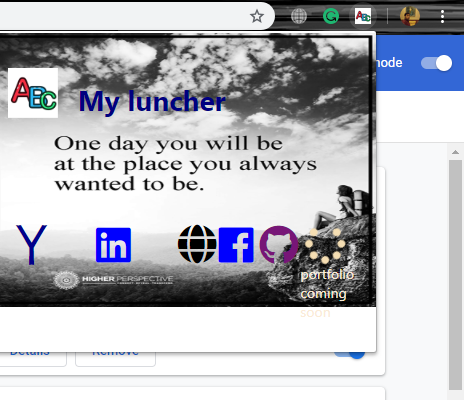 ABC
node
ABC
My luncher
One day you will be
at the place you always
wanted to be.
Y
in
f
HIGHER PERSPECTIVE
portfolio
coming
soon
Details
Remove